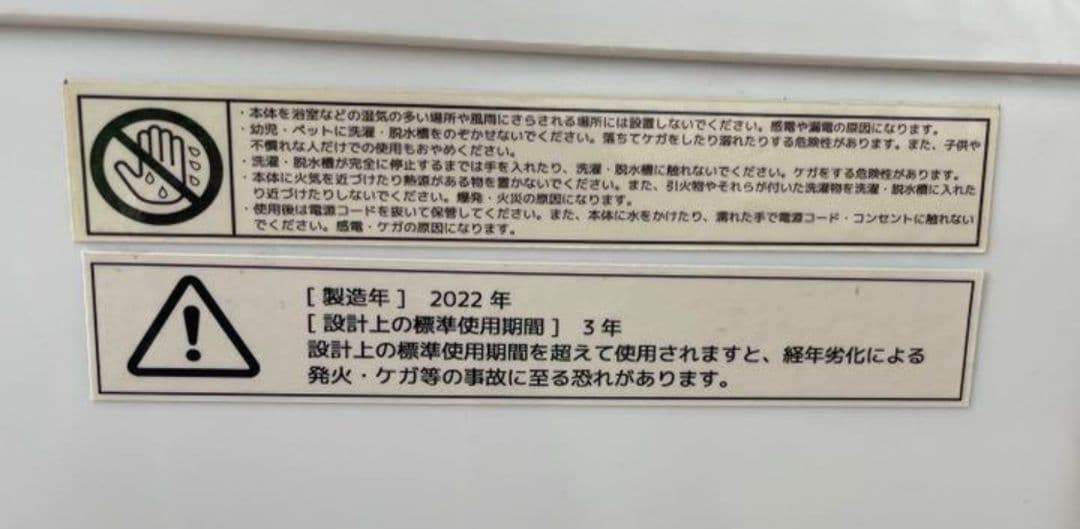 ・本体を浴室などの湿気の多い場所や風雨にさらされる場所には設置しないでください。感電や漏電の原因になります。
・幼児・ペットに洗濯・脱水槽をのぞかせないでください。落ちてケガをしたり溺れたりする危険性があります。また、子供や
不慣れな人だけでの使用もおやめください。
・洗濯・脱水槽が完全に停止するまでは手を入れたり、洗濯・脱水槽に触れないでください。ケガをする危険性があります。
・本体に火気を近づけたり熱源がある物を置かないでください。また、引火物やそれらが付いた洗濯物を洗濯・脱水槽に入れた
り近づけたりしないでください。爆発・火災の原因になります。
・使用後は電源コードを抜いて保管してください。また、本体に水をかけたり、濡れた手で電源コード・コンセントに触れない
でください。感電・ケガの原因になります。
[ 製造年 ] 2022 年
[ 設計上の標準使用期間 ] 3 年
設計上の標準使用期間を超えて使用されますと、経年劣化による
発火・ケガ等の事故に至る恐れがあります。